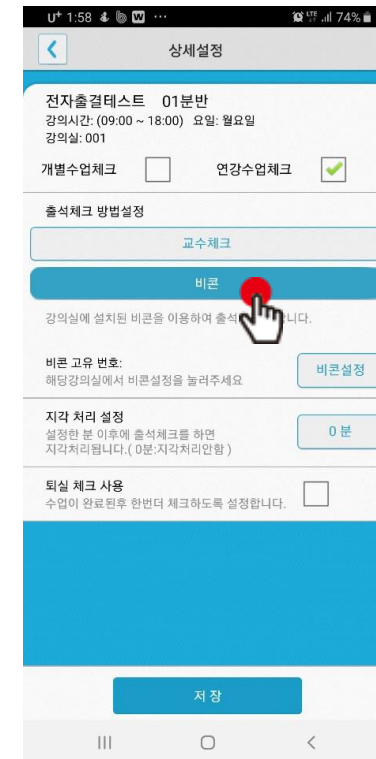 U+ 1:58 W ··· LTE 74%
상세설정
전자출결테스트 01분반
강의시간: (09:00 ~ 18:00) 요일: 월요일
강의실: 001
개별수업체크 연강수업체크
출석체크 방법설정
교수체크
비콘
강의실에 설치된 비콘을 이용하여 출석 니다.
비콘 고유 번호:
해당강의실에서 비콘설정을 눌러주세요
비콘설정
지각 처리 설정
설정한 분 이후에 출석체크를 하면
지각처리됩니다.( 0분:지각처리안함 )
0 분
퇴실 체크 사용
수업이 완료된후 한번더 체크하도록 설정합니다.
저 장